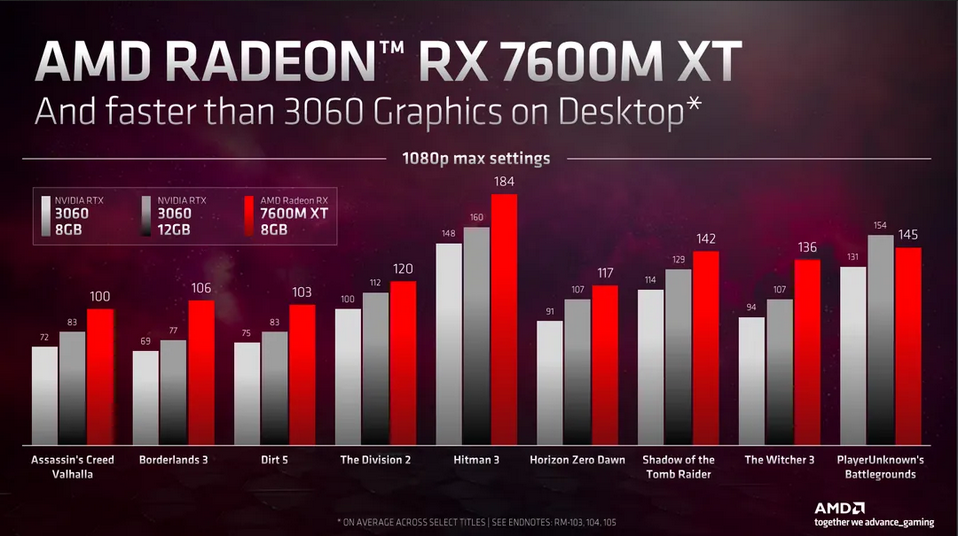 AMD RADEON™ RX 7600M XT
And faster than 3060 Graphics on Desktop*
1080p max settings
NVIDIA RTX
3060
8GB
NVIDIA RTX
3060
12GB
AMD Radeon RX
7600M XT
8GB
72 83 100
69 77 106
75 83 103
100 112 120
148 160 184
91 107 117
114 129 142
94 107 136
131 154 145
Assassin's Creed
Valhalla
Borderlands 3
Dirt 5
The Division 2
Hitman 3
Horizon Zero Dawn
Shadow of the
Tomb Raider
The Witcher 3
PlayerUnknown's
Battlegrounds
* ON AVERAGE ACROSS SELECT TITLES | SEE ENDNOTES: RM-103, 104, 105
AMD
together we advance_gaming